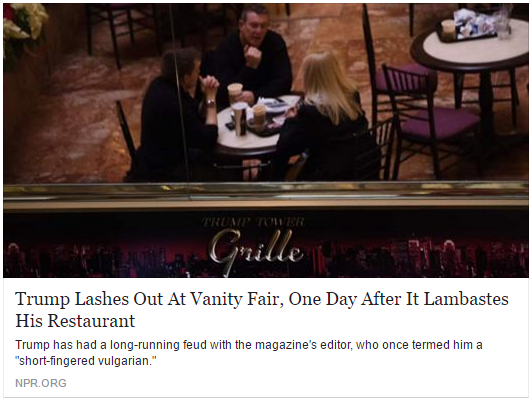 TRUMP TOWER
Grille
Trump Lashes Out At Vanity Fair, One Day After It Lambastes
His Restaurant
Trump has had a long-running feud with the magazine's editor, who once termed him a
"short-fingered vulgarian."
NPR.ORG